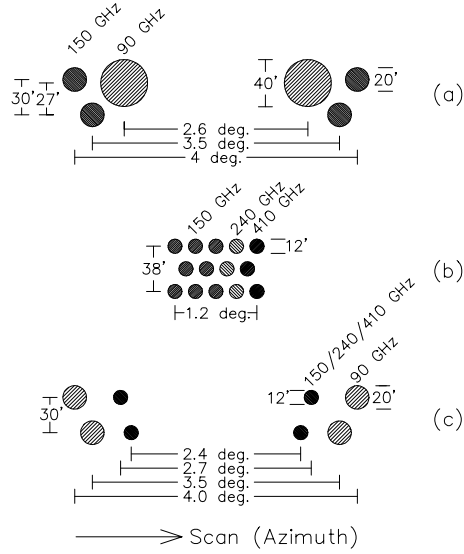 150 GHz
90 GHz
30'
27'
40'
20'
(a)
2.6 deg.
3.5 deg.
4 deg.
150 GHz
240 GHz
410 GHz
12'
38'
(b)
1.2 deg.
150/240/410 GHz
90 GHz
30'
12'
20'
(c)
2.4 deg.
2.7 deg.
3.5 deg.
4.0 deg.
Scan (Azimuth)